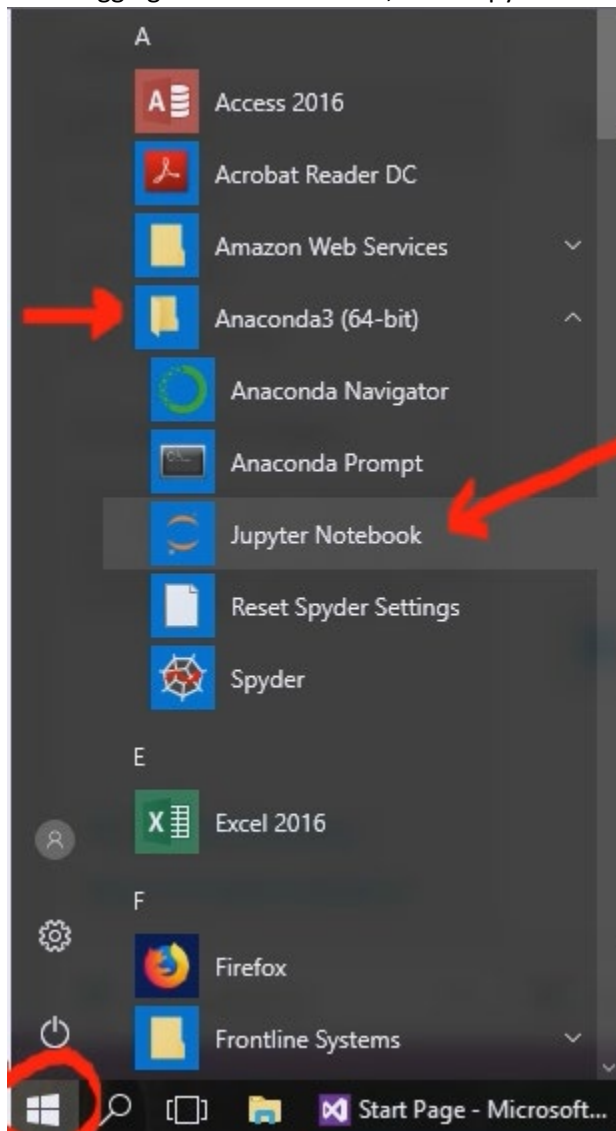 A
Access 2016
Acrobat Reader DC
Amazon Web Services
Anaconda3 (64-bit)
Anaconda Navigator
Anaconda Prompt
Jupyter Notebook
Reset Spyder Settings
Spyder
E
Excel 2016
F
Firefox
Frontline Systems
Start Page - Microsoft...